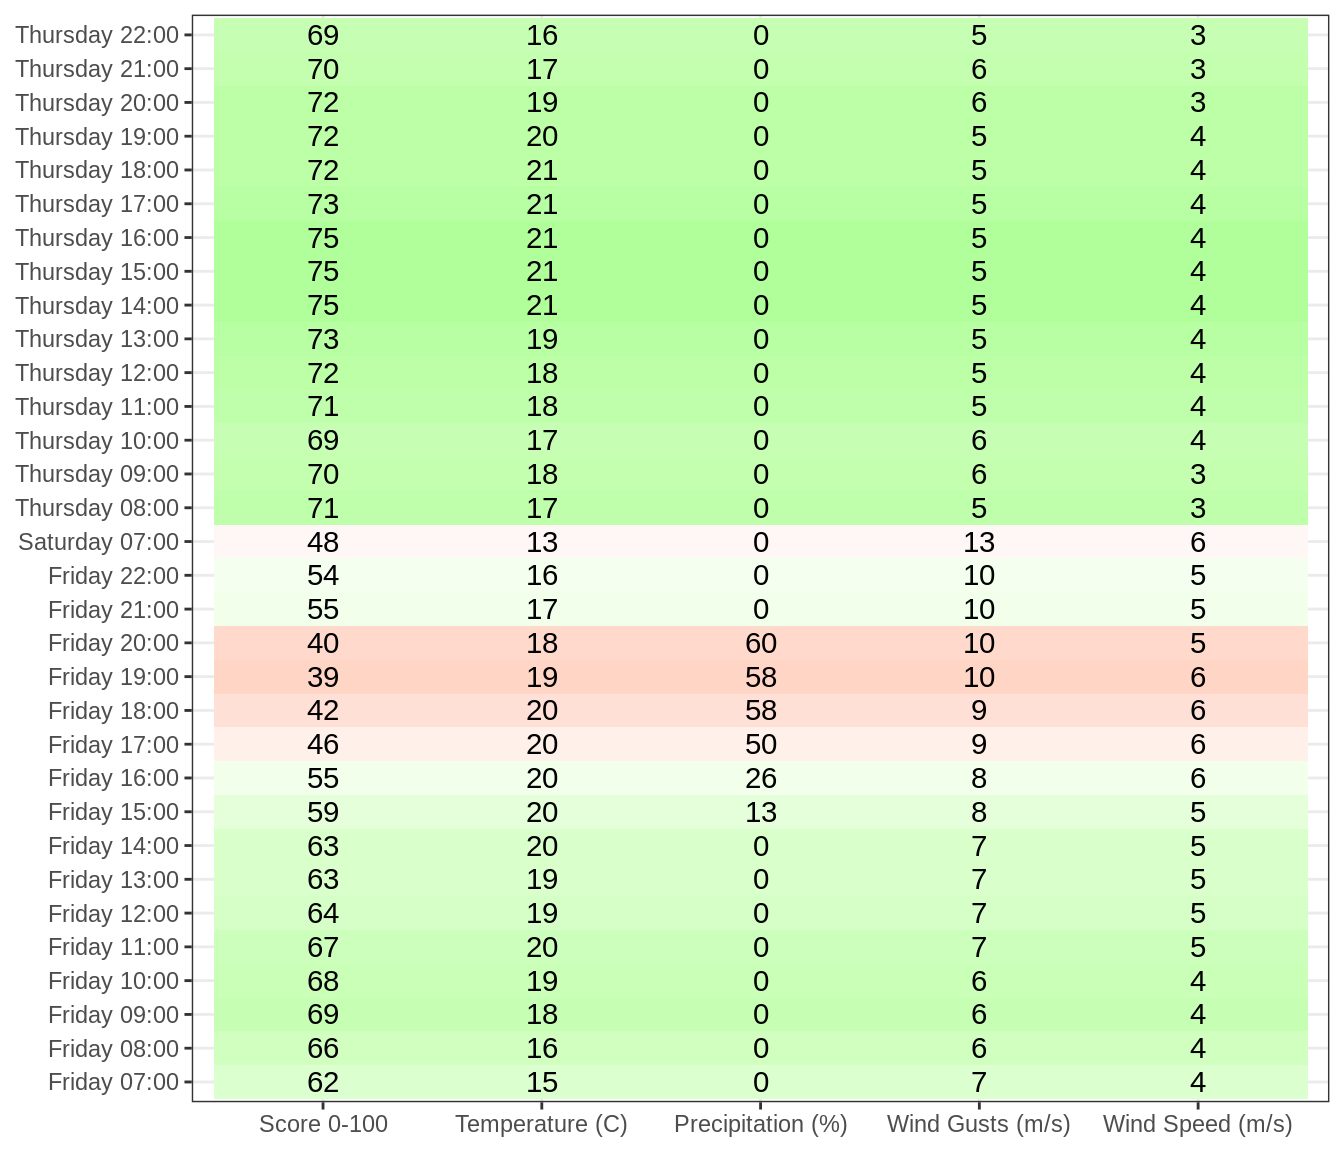 Thursday 22:00 69 16 0 5 3
Thursday 21:00 70 17 0 6 3
Thursday 20:00 72 19 0 6 3
Thursday 19:00 72 20 0 5 4
Thursday 18:00 72 21 0 5 4
Thursday 17:00 73 21 0 5 4
Thursday 16:00 75 21 0 5 4
Thursday 15:00 75 21 0 5 4
Thursday 14:00 75 21 0 5 4
Thursday 13:00 73 19 0 5 4
Thursday 12:00 72 18 0 5 4
Thursday 11:00 71 18 0 5 4
Thursday 10:00 69 17 0 6 4
Thursday 09:00 70 18 0 6 3
Thursday 08:00 71 17 0 5 3
Saturday 07:00 48 13 0 13 6
Friday 22:00 54 16 0 10 5
Friday 21:00 55 17 0 10 5
Friday 20:00 40 18 60 10 5
Friday 19:00 39 19 58 10 6
Friday 18:00 42 20 58 9 6
Friday 17:00 46 20 50 9 6
Friday 16:00 55 20 26 8 6
Friday 15:00 59 20 13 8 5
Friday 14:00 63 20 0 7 5
Friday 13:00 63 19 0 7 5
Friday 12:00 64 19 0 7 5
Friday 11:00 67 20 0 7 5
Friday 10:00 68 19 0 6 4
Friday 09:00 69 18 0 6 4
Friday 08:00 66 16 0 6 4
Friday 07:00 62 15 0 7 4
Score 0-100 Temperature (C) Precipitation (%) Wind Gusts (m/s) Wind Speed (m/s)